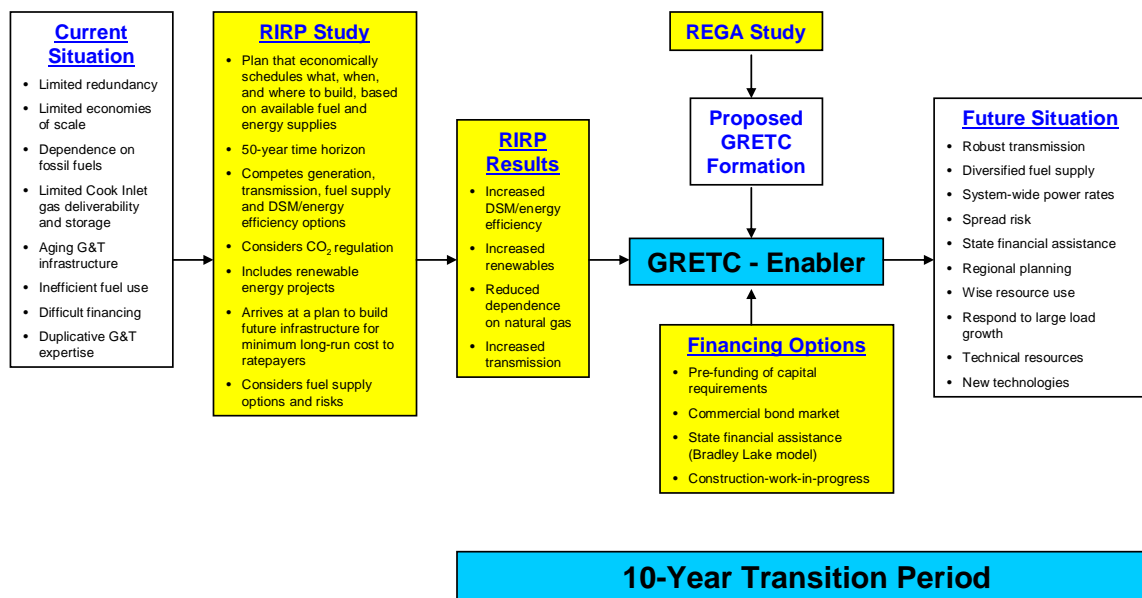 Current
Situation
• Limited redundancy
• Limited economies
of scale
• Dependence on
fossil fuels
• Limited Cook Inlet
gas deliverability
and storage
• Aging G&T
infrastructure
• Inefficient fuel use
• Difficult financing
• Duplicative G&T
expertise
RIRP Study
• Plan that economically
schedules what, when,
and where to build, based
on available fuel and
energy supplies
• 50-year time horizon
• Competes generation,
transmission, fuel supply
and DSM/energy
efficiency options
• Considers CO2 regulation
• Includes renewable
energy projects
• Arrives at a plan to build
future infrastructure for
minimum long-run cost to
ratepayers
• Considers fuel supply
options and risks
RIRP
Results
• Increased
DSM/energy
efficiency
• Increased
renewables
• Reduced
dependence
on natural gas
• Increased
transmission
REGA Study
Proposed
GRETC
Formation
GRETC - Enabler
Financing Options
• Pre-funding of capital
requirements
• Commercial bond market
• State financial assistance
(Bradley Lake model)
• Construction-work-in-progress
Future Situation
• Robust transmission
• Diversified fuel supply
• System-wide power rates
• Spread risk
• State financial assistance
• Regional planning
• Wise resource use
• Respond to large load
growth
• Technical resources
• New technologies
10-Year Transition Period